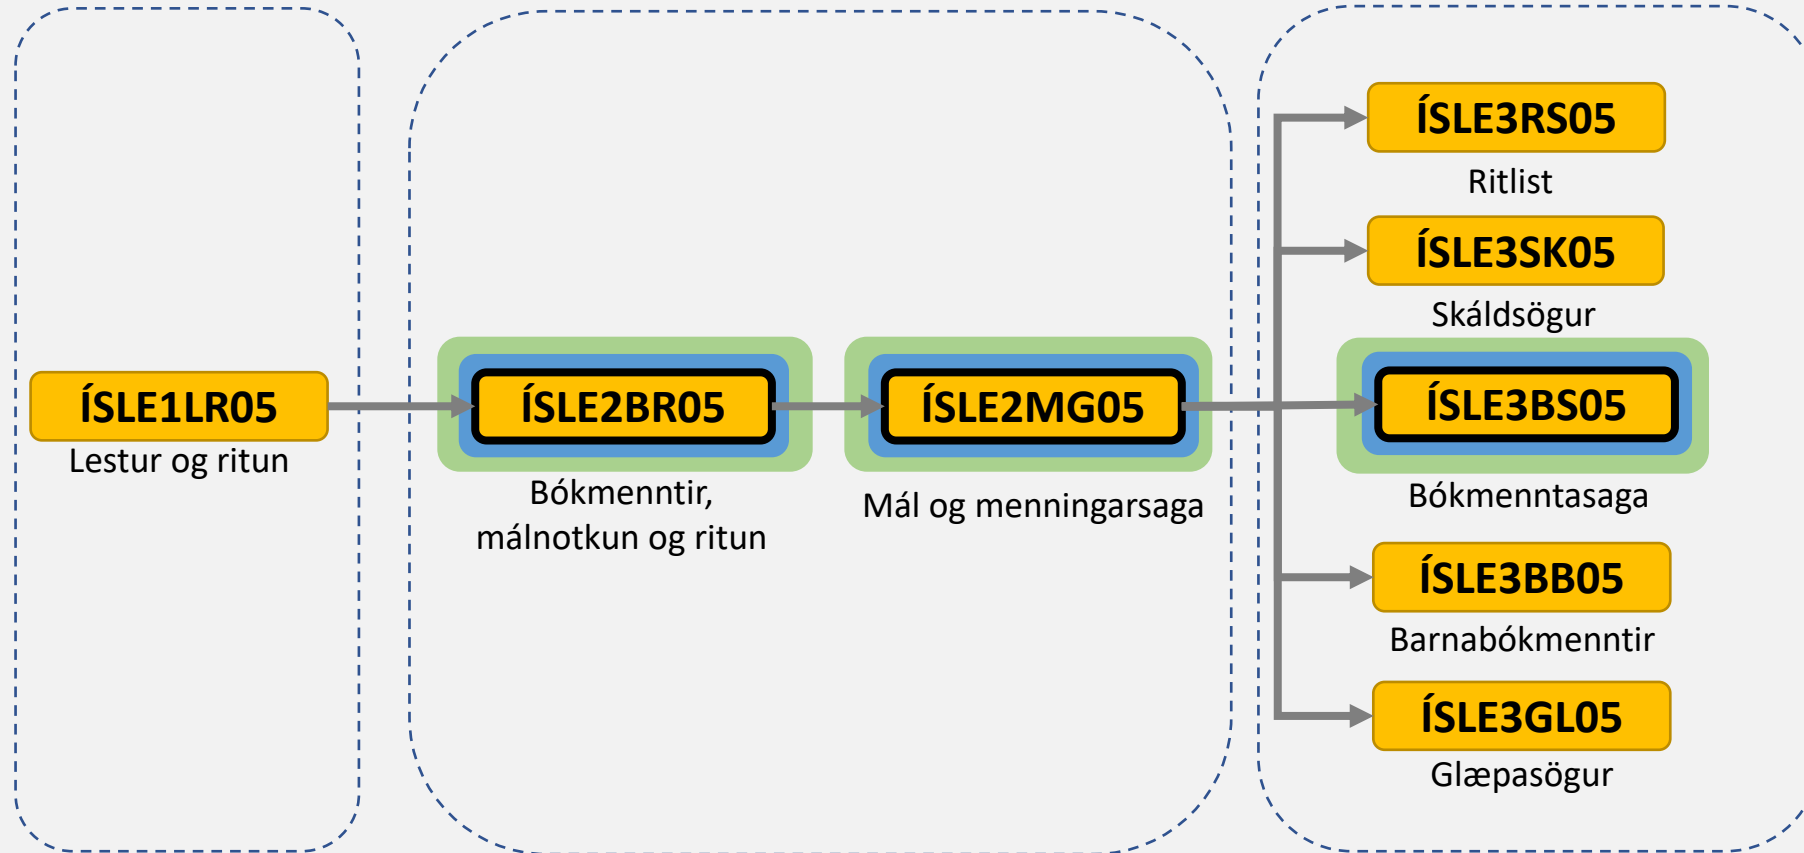 ÍSLE1LR05
Lestur og ritun
ÍSLE2BR05
Bókmenntir,
málnotkun og ritun
ÍSLE2MG05
Mál og menningarsaga
ÍSLE3RS05
Ritlist
ÍSLE3SK05
Skáldsögur
ÍSLE3BS05
Bókmenntasaga
ÍSLE3BB05
Barnabókmenntir
ÍSLE3GL05
Glæpasögur